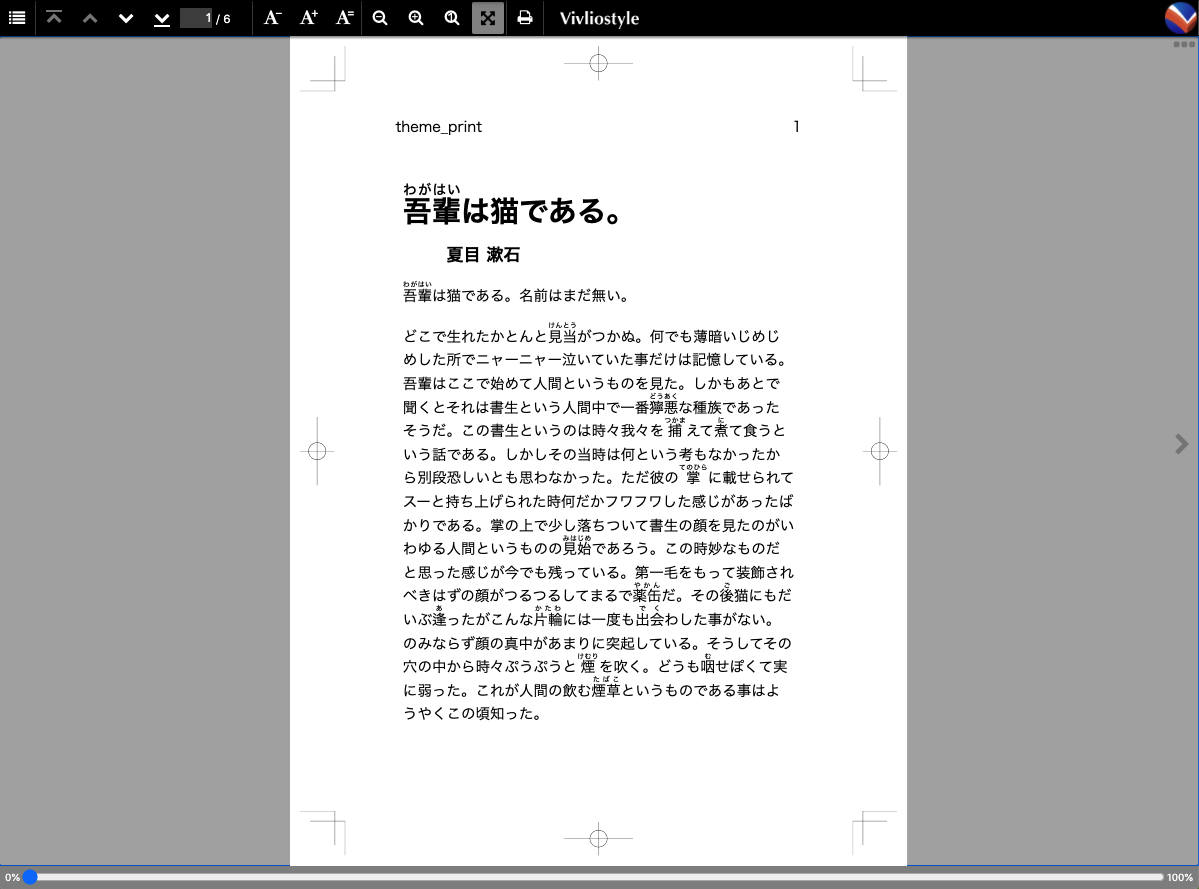 1 / 6 A- A+ A= Vivliostyle
theme_print 1
わがはい
吾輩は猫である。
夏目 漱石
わがはい
吾輩は猫である。名前はまだ無い。
けんとう
どこで生れたかとんと見当がつかぬ。何でも薄暗いじめじ
めした所でニャーニャー泣いていた事だけは記憶している。
吾輩はここで始めて人間というものを見た。しかもあとで
どうあく
聞くとそれは書生という人間中で一番獰悪な種族であった
つかま に
そうだ。この書生というのは時々我々を捕えて煮て食うと
いう話である。しかしその当時は何という考もなかったか
てのひら
ら別段恐しいとも思わなかった。ただ彼の掌に載せられて
スーと持ち上げられた時何だかフワフワした感じがあったば
かりである。掌の上で少し落ちついて書生の顔を見たのがい
みはじめ
わゆる人間というものの見始であろう。この時妙なものだ
と思った感じが今でも残っている。第一毛をもって装飾され
やかん ご
べきはずの顔がつるつるしてまるで薬缶だ。その後猫にもだ
あ かたわ でく
いぶ逢ったがこんな片輪には一度も出会わした事がない。
のみならず顔の真中があまりに突起している。そうしてその
けむり む
穴の中から時々ぷうぷうと煙を吹く。どうも咽せぽくて実
たばこ
に弱った。これが人間の飲む煙草というものである事はよ
うやくこの頃知った。
0% 100%